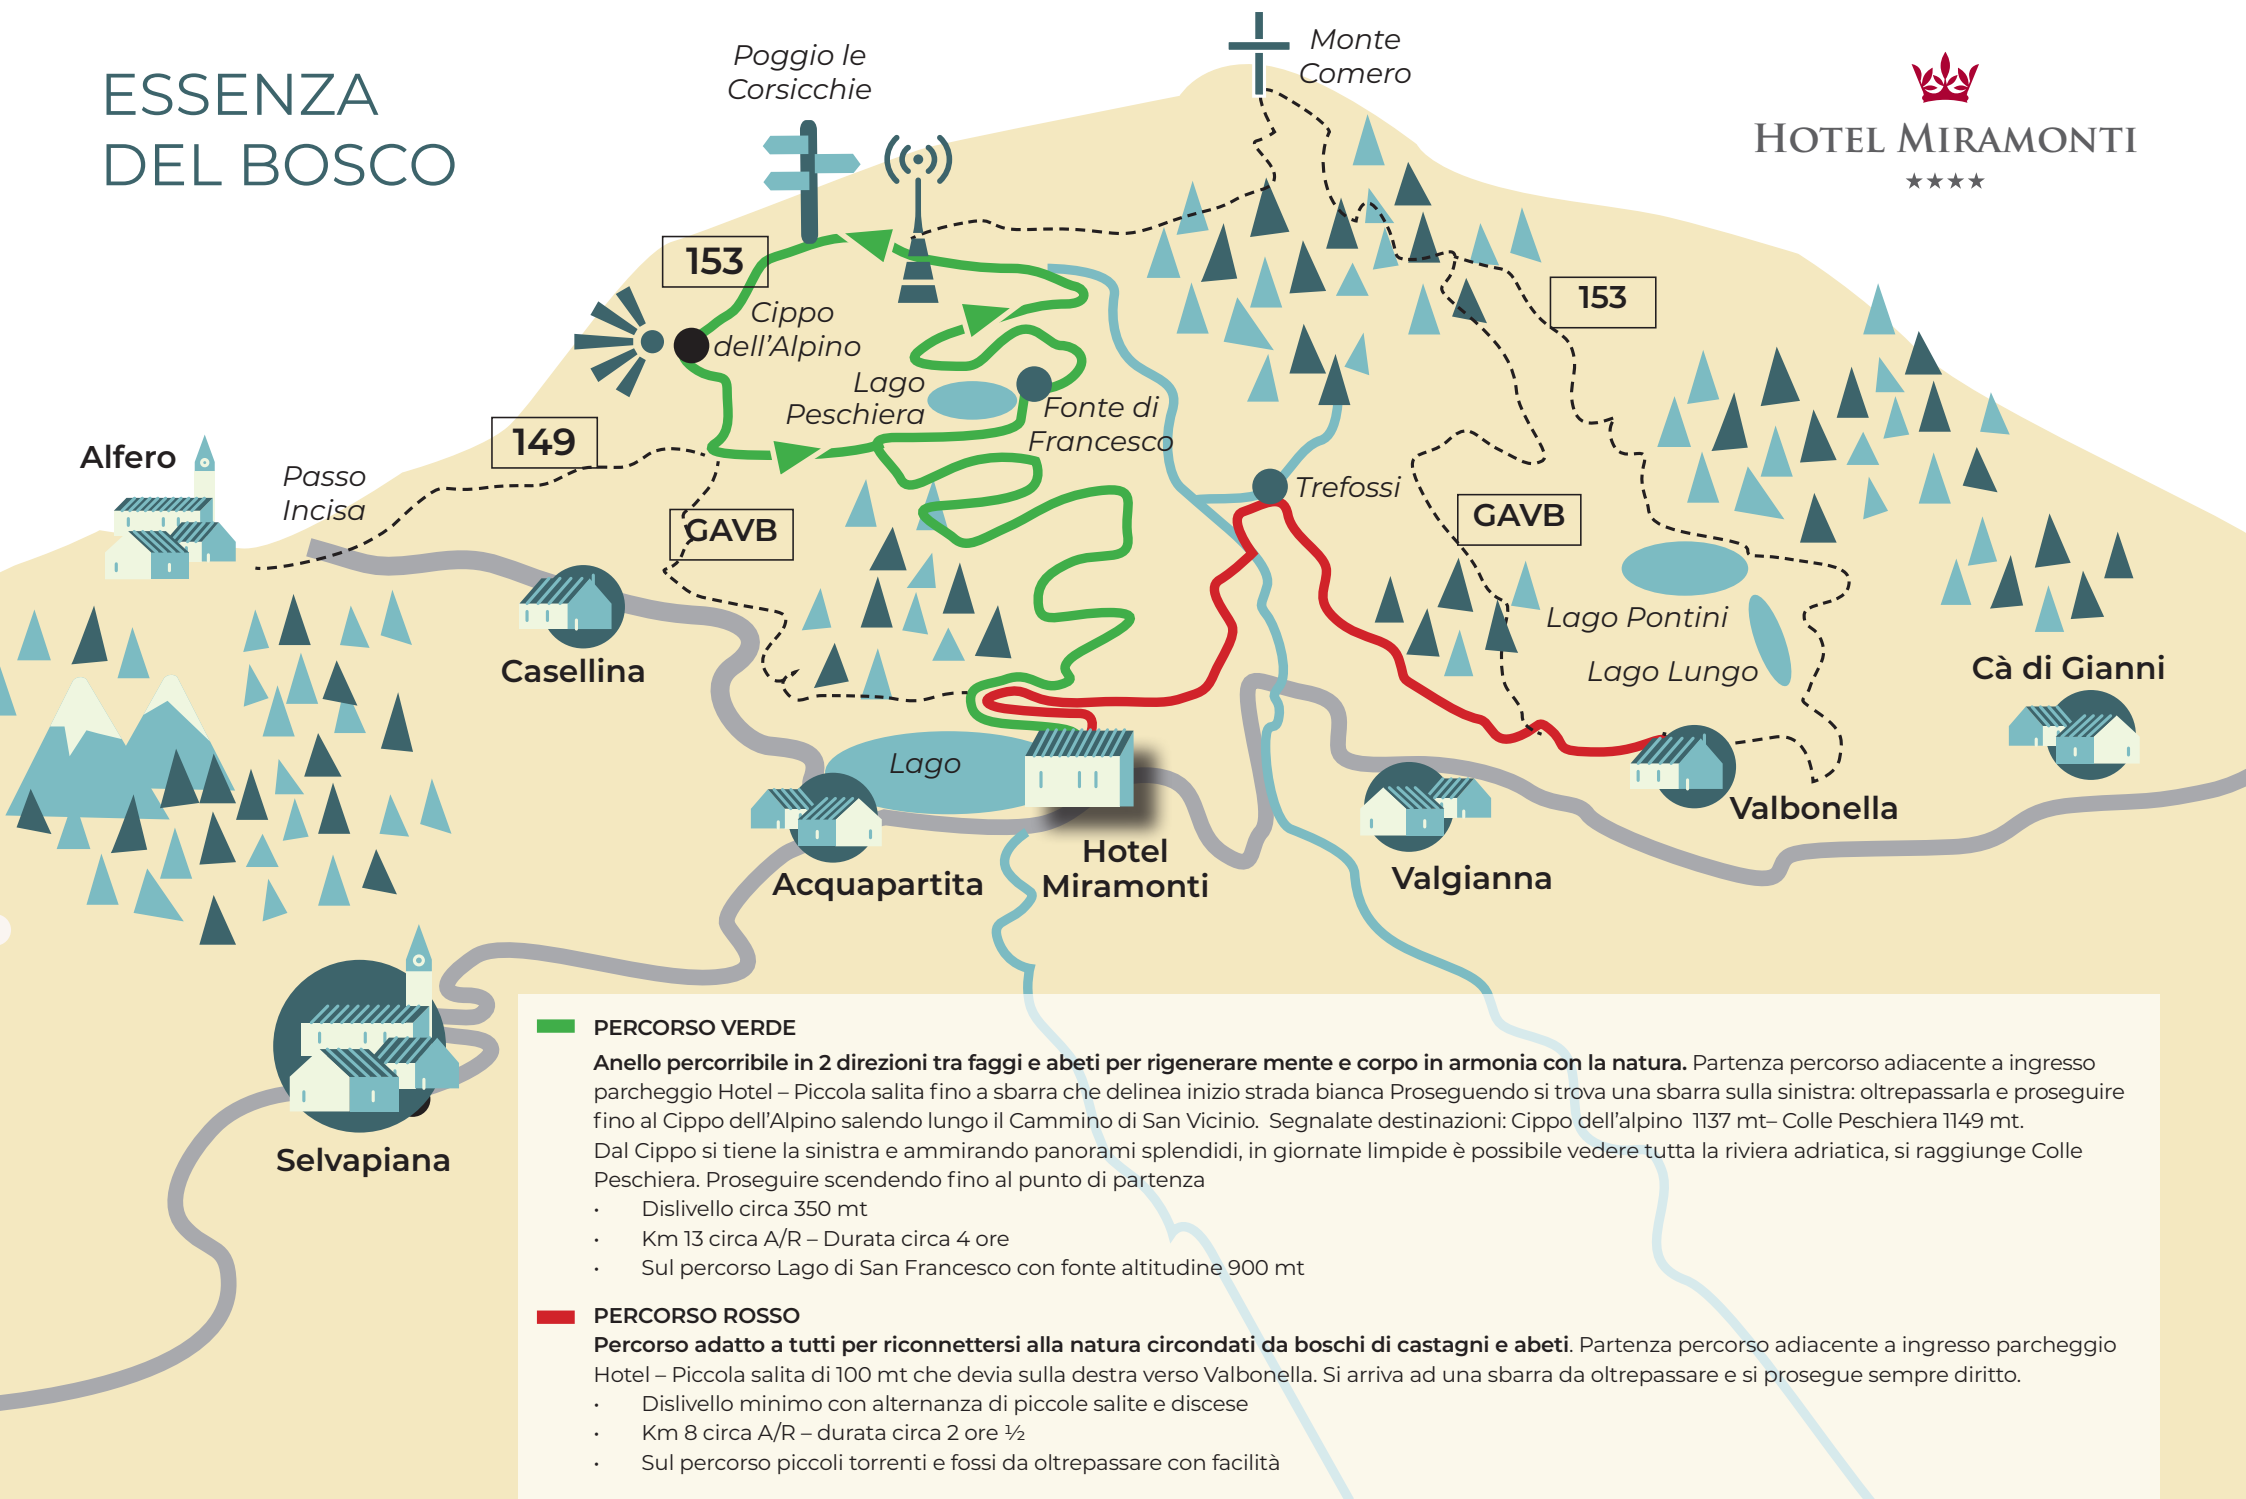 ESSENZA
DEL BOSCO
Poggio le
Corsicchie
Monte
Comero
HOTEL MIRAMONTI
★★★★
153
Cippo
dell'Alpino
153
Lago
Peschiera
Fonte di
Francesco
149
Alfero
Passo
Incisa
Trefossi
GAVB
GAVB
Lago Pontini
Lago Lungo
Cà di Gianni
Casellina
Lago
Valbonella
Hotel
Miramonti
Acquapartita
Valgianna
Selvapiana
PERCORSO VERDE
Anello percorribile in 2 direzioni tra faggi e abeti per rigenerare mente e corpo in armonia con la natura. Partenza percorso adiacente a ingresso
parcheggio Hotel – Piccola salita fino a sbarra che delinea inizio strada bianca Proseguendo si trova una sbarra sulla sinistra: oltrepassarla e proseguire
fino al Cippo dell'Alpino salendo lungo il Cammino di San Vicinio.  Segnalate destinazioni: Cippo dell'alpino  1137 mt– Colle Peschiera 1149 mt.
Dal Cippo si tiene la sinistra e ammirando panorami splendidi, in giornate limpide è possibile vedere tutta la riviera adriatica, si raggiunge Colle
Peschiera. Proseguire scendendo fino al punto di partenza
• Dislivello circa 350 mt
• Km 13 circa A/R – Durata circa 4 ore
• Sul percorso Lago di San Francesco con fonte altitudine 900 mt
PERCORSO ROSSO
Percorso adatto a tutti per riconnettersi alla natura circondati da boschi di castagni e abeti. Partenza percorso adiacente a ingresso parcheggio
Hotel – Piccola salita di 100 mt che devia sulla destra verso Valbonella. Si arriva ad una sbarra da oltrepassare e si prosegue sempre diritto.
• Dislivello minimo con alternanza di piccole salite e discese
• Km 8 circa A/R – durata circa 2 ore ½
• Sul percorso piccoli torrenti e fossi da oltrepassare con facilità